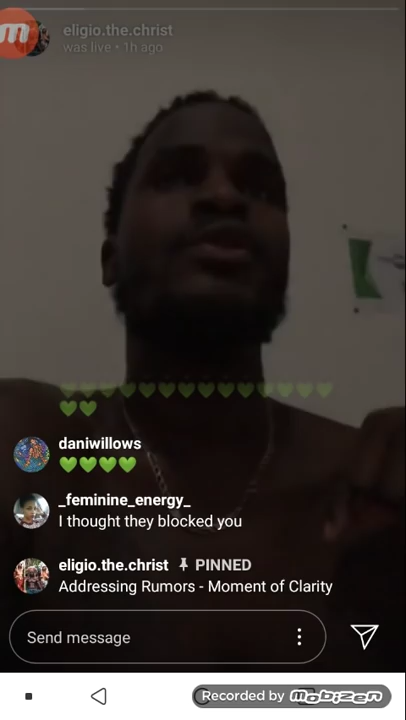 eligio.the.christ
was live • 1h ago
💚💚💚💚💚💚💚💚💚💚💚💚💚
💚💚
daniwillows
💚💚💚💚
_feminine_energy_
I thought they blocked you
eligio.the.christ 📌 PINNED
Addressing Rumors - Moment of Clarity
Send message
Recorded by mobizen